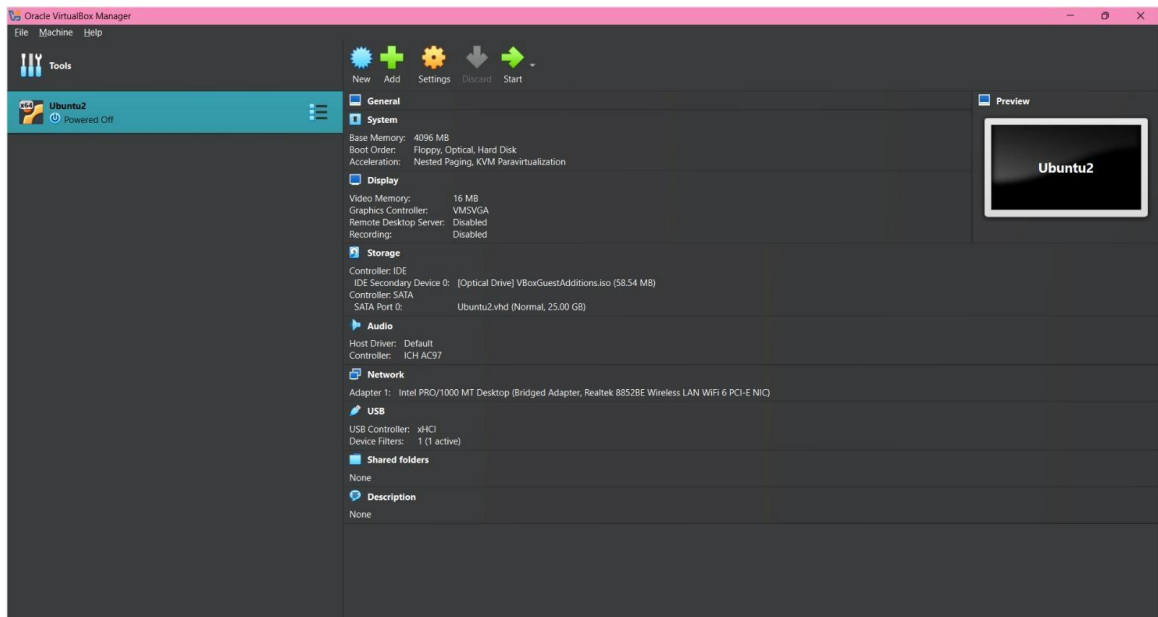 Oracle VirtualBox Manager
File Machine Help
Tools
New Add Settings Discard Start
x64
Ubuntu2
Powered Off
General
System
Base Memory: 4096 MB
Boot Order: Floppy, Optical, Hard Disk
Acceleration: Nested Paging, KVM Paravirtualization
Display
Video Memory: 16 MB
Graphics Controller: VMSVGA
Remote Desktop Server: Disabled
Recording: Disabled
Storage
Controller: IDE
IDE Secondary Device 0: [Optical Drive] VBoxGuestAdditions.iso (58.54 MB)
Controller: SATA
SATA Port 0: Ubuntu2.vhd (Normal, 25.00 GB)
Audio
Host Driver: Default
Controller: ICH AC97
Network
Adapter 1: Intel PRO/1000 MT Desktop (Bridged Adapter, Realtek 8852BE Wireless LAN WiFi 6 PCI-E NIC)
USB
USB Controller: xHCI
Device Filters: 1 (1 active)
Shared folders
None
Description
None
Preview
Ubuntu2